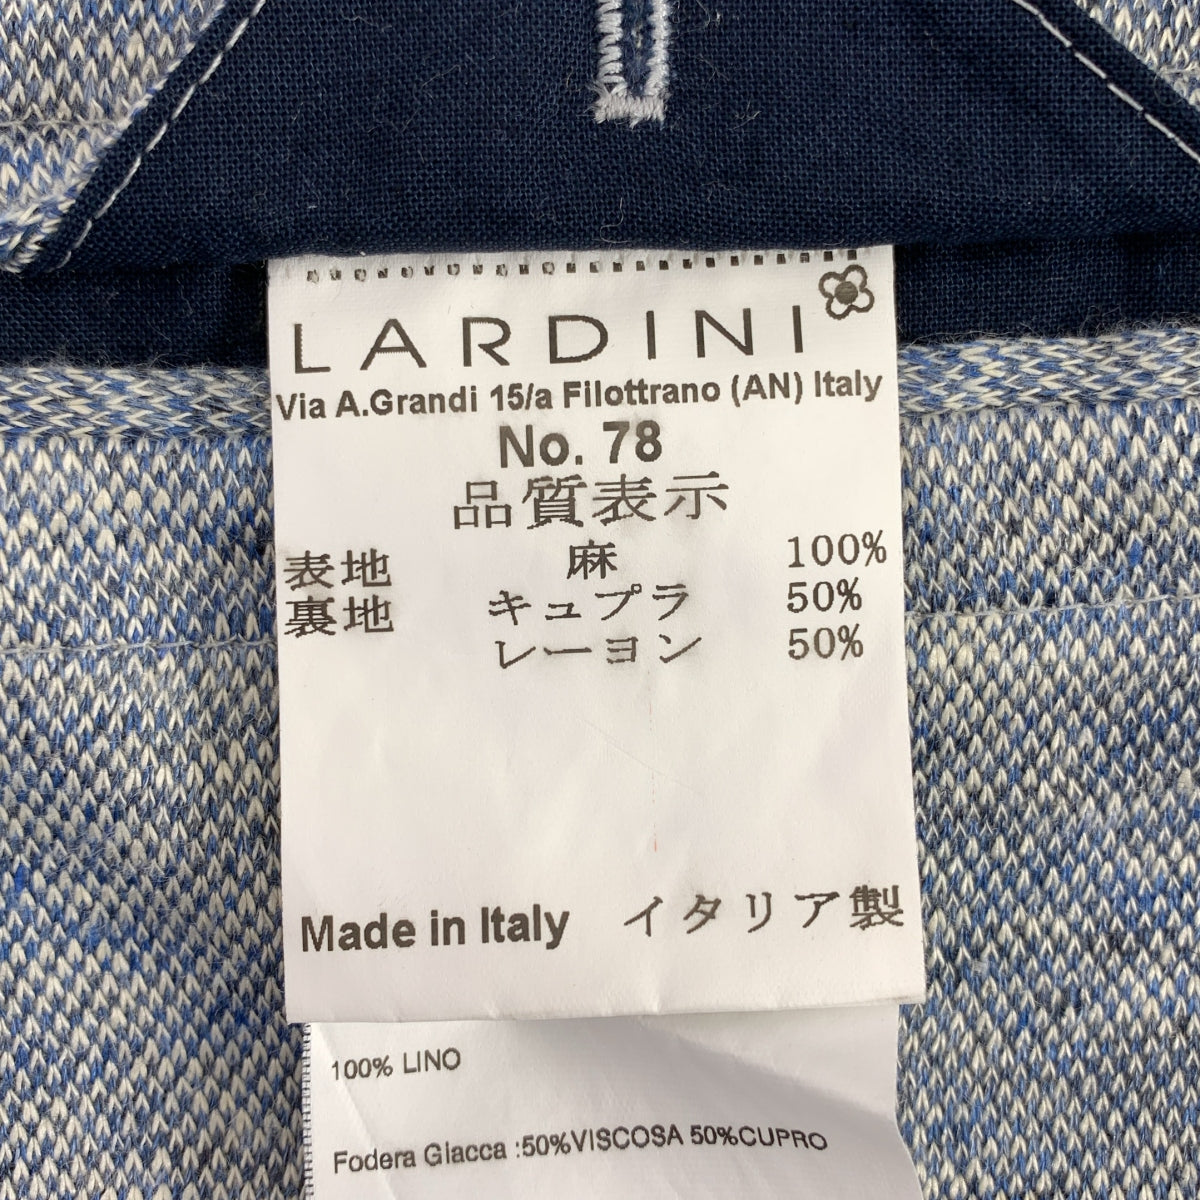 LARDINI
Via A.Grandi 15/a Filottrano (AN) Italy
No. 78
品質表示
表地 麻 100%
裏地 キュプラ 50%
レーヨン 50%
Made in Italy イタリア製
100% LINO
Fodera Giacca :50%VISCOSA 50%CUPRO